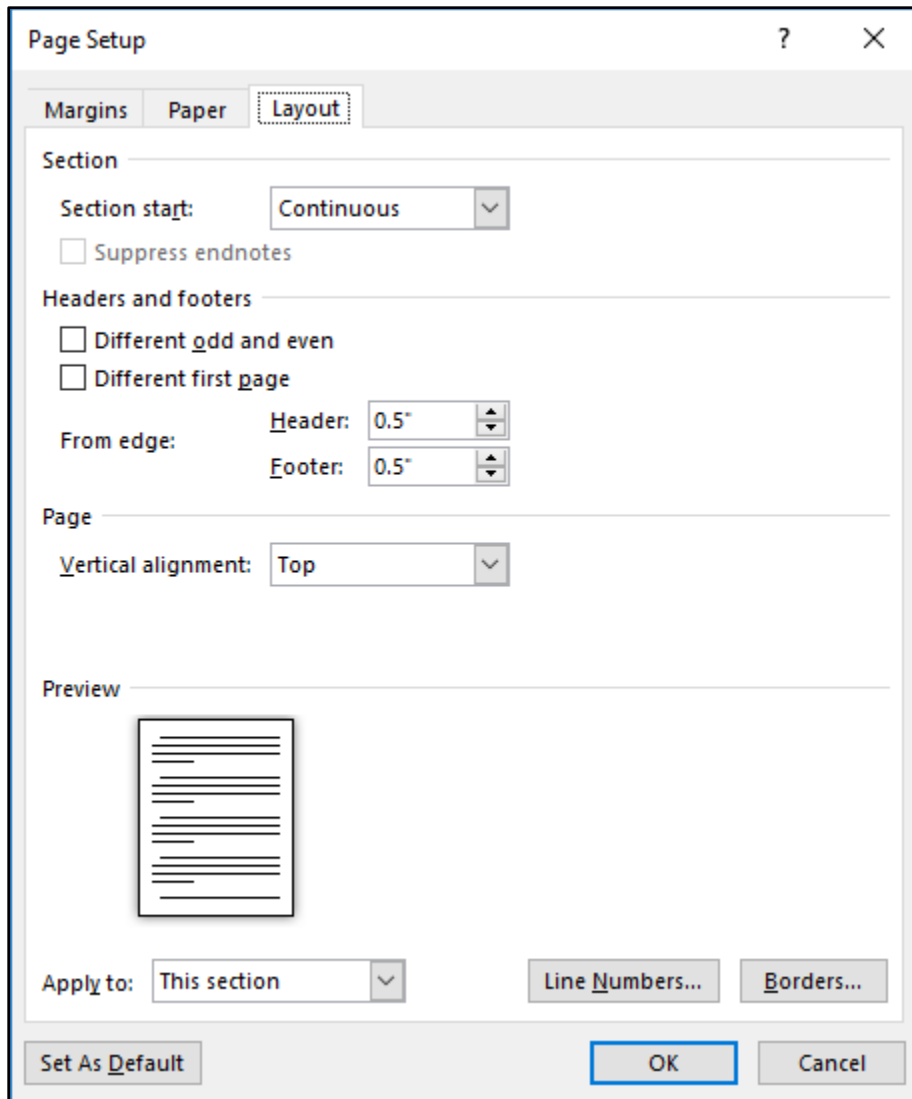 Page Setup ? ×
Margins Paper Layout
Section
Section start: Continuous
Suppress endnotes
Headers and footers
Different odd and even
Different first page
From edge:
Header: 0.5"
Footer: 0.5"
Page
Vertical alignment: Top
Preview
Apply to: This section Line Numbers... Borders...
Set As Default OK Cancel